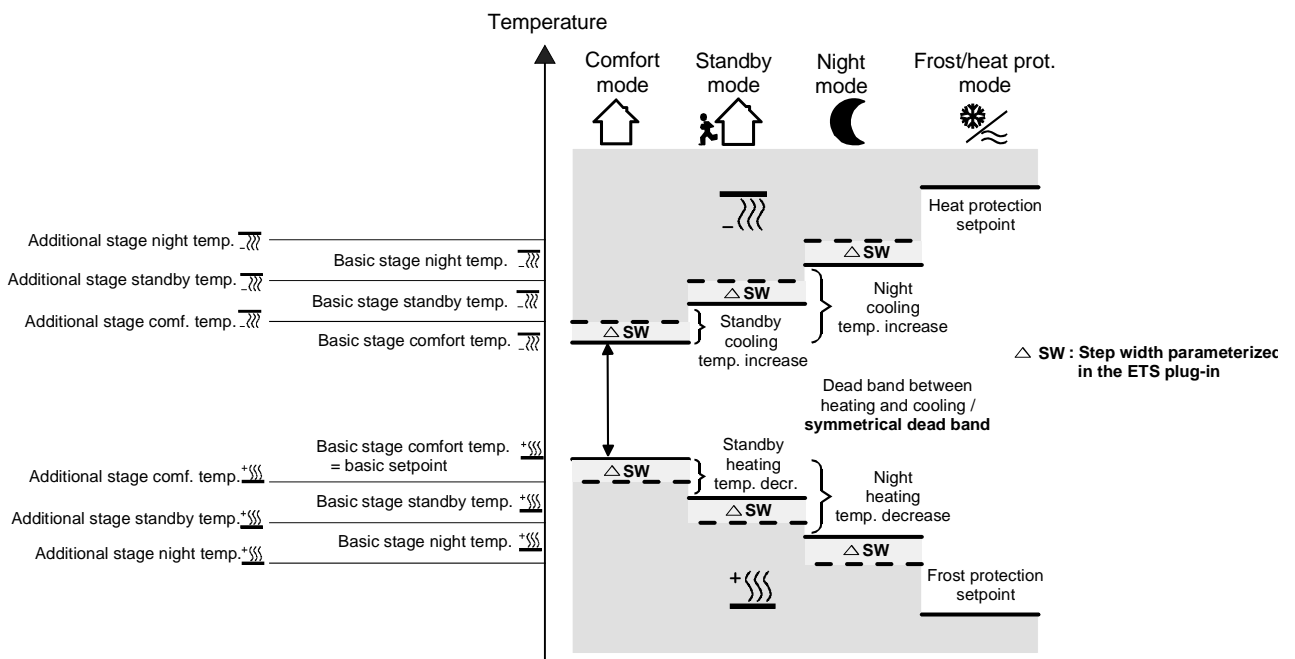 Temperature
Comfort
mode
Standby
mode
Night
mode
Frost/heat prot.
mode
Heat protection
setpoint
Additional stage night temp.
Basic stage night temp.
Additional stage standby temp.
Basic stage standby temp.
Additional stage comf. temp.
Basic stage comfort temp.
△ SW
△ SW
△ SW
Standby
cooling
temp. increase
Night
cooling
temp. increase
△ SW : Step width parameterized
in the ETS plug-in
Dead band between
heating and cooling /
symmetrical dead band
Basic stage comfort temp.
= basic setpoint
Additional stage comf. temp.
Basic stage standby temp.
Additional stage standby temp.
Basic stage night temp.
Additional stage night temp.
△ SW
△ SW
△ SW
Standby
heating
temp. decr.
Night
heating
temp. decrease
Frost protection
setpoint